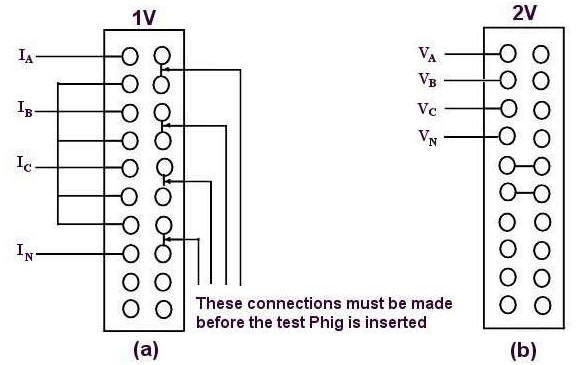 1V
2V
I_A
I_B
I_C
I_N
V_A
V_B
V_C
V_N
These connections must be made
before the test Phig is inserted
(a)
(b)